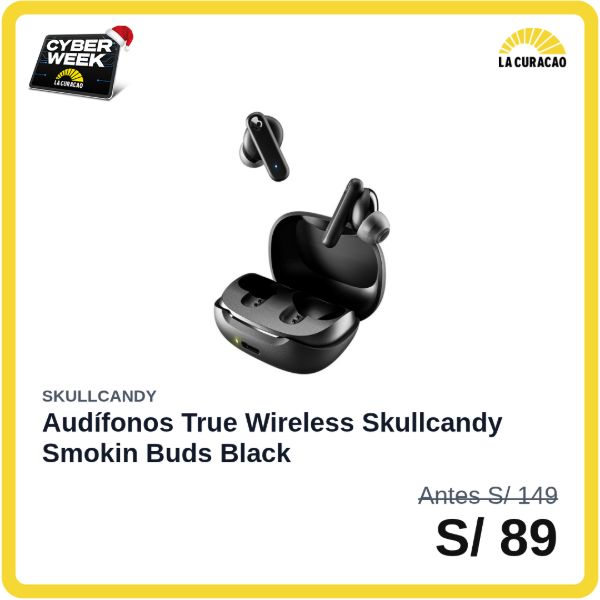 CYBER
WEEK
LA CURACAO
LA CURACAO
SKULLCANDY
Audífonos True Wireless Skullcandy
Smokin Buds Black
Antes S/ 149
S/ 89